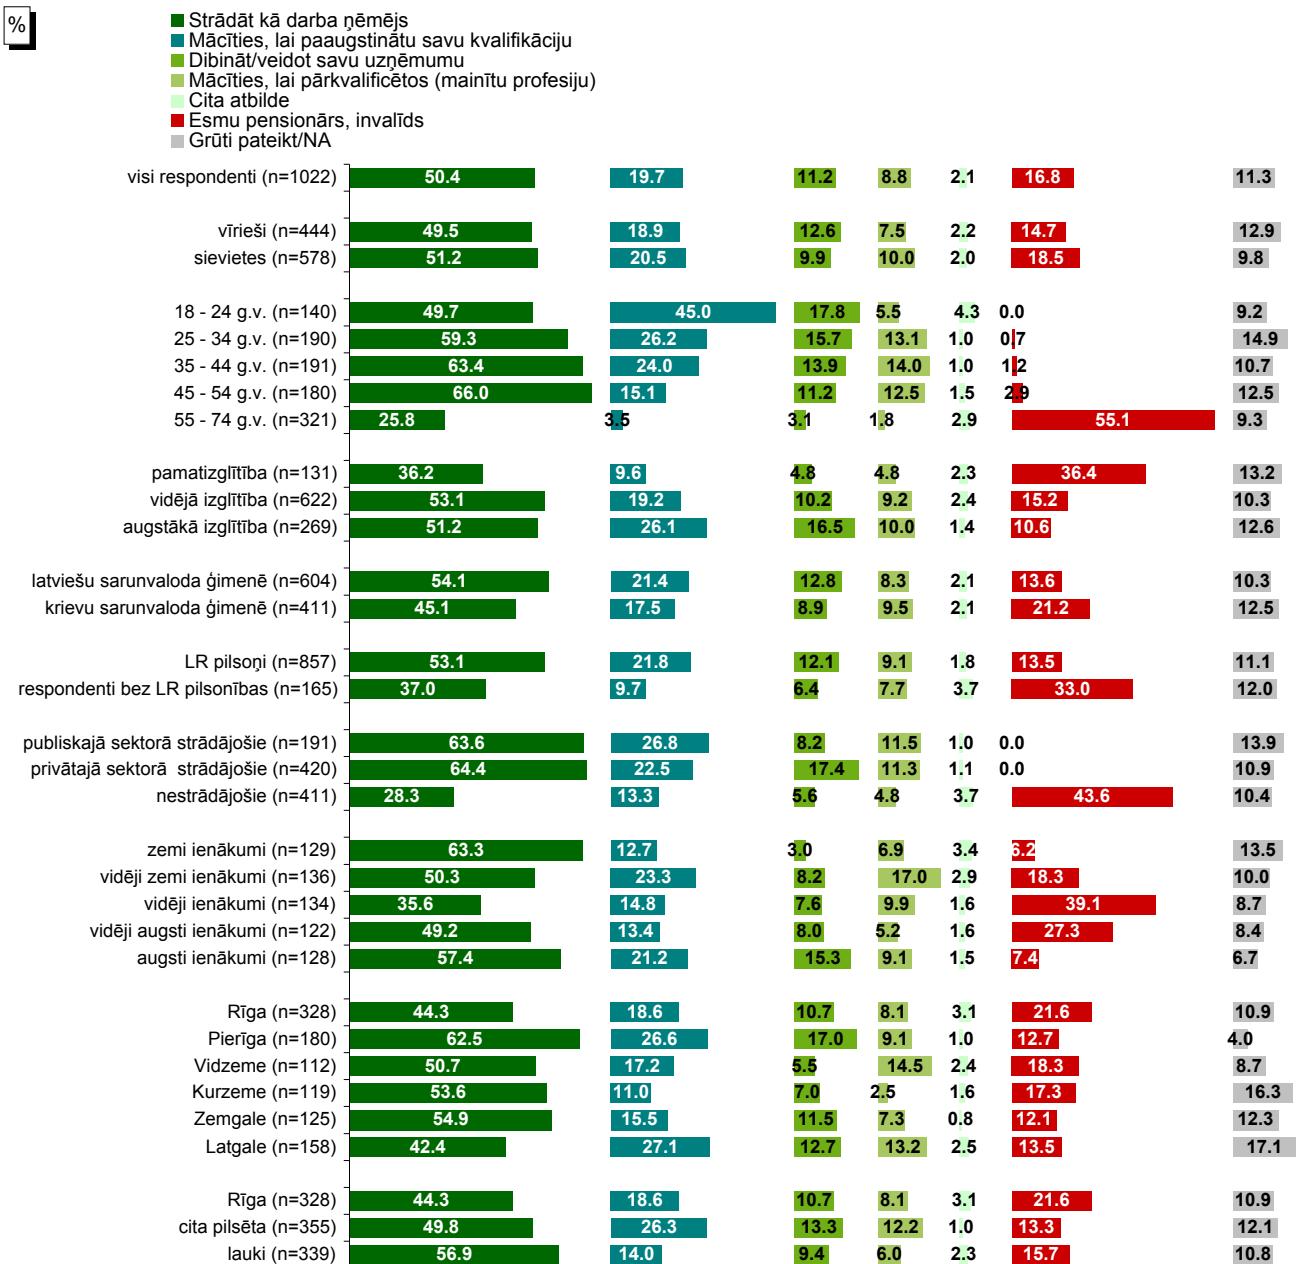 %
Strādāt kā darba ņēmējs
Mācīties, lai paaugstinātu savu kvalifikāciju
Dibināt/veidot savu uzņēmumu
Mācīties, lai pārkvalificētos (mainītu profesiju)
Cita atbilde
Esmu pensionārs, invalīds
Grūti pateikt/NA
visi respondenti (n=1022) 50.4 19.7 11.2 8.8 2.1 16.8 11.3
vīrieši (n=444) 49.5 18.9 12.6 7.5 2.2 14.7 12.9
sievietes (n=578) 51.2 20.5 9.9 10.0 2.0 18.5 9.8
18 - 24 g.v. (n=140) 49.7 45.0 17.8 5.5 4.3 0.0 9.2
25 - 34 g.v. (n=190) 59.3 26.2 15.7 13.1 1.0 0.7 14.9
35 - 44 g.v. (n=191) 63.4 24.0 13.9 14.0 1.0 1.2 10.7
45 - 54 g.v. (n=180) 66.0 15.1 11.2 12.5 1.5 2.9 12.5
55 - 74 g.v. (n=321) 25.8 3.5 3.1 1.8 2.9 55.1 9.3
pamatizglītība (n=131) 36.2 9.6 4.8 4.8 2.3 36.4 13.2
vidējā izglītība (n=622) 53.1 19.2 10.2 9.2 2.4 15.2 10.3
augstākā izglītība (n=269) 51.2 26.1 16.5 10.0 1.4 10.6 12.6
latviešu sarunvaloda ģimenē (n=604) 54.1 21.4 12.8 8.3 2.1 13.6 10.3
krievu sarunvaloda ģimenē (n=411) 45.1 17.5 8.9 9.5 2.1 21.2 12.5
LR pilsoņi (n=857) 53.1 21.8 12.1 9.1 1.8 13.5 11.1
respondenti bez LR pilsonības (n=165) 37.0 9.7 6.4 7.7 3.7 33.0 12.0
publiskajā sektorā strādājošie (n=191) 63.6 26.8 8.2 11.5 1.0 0.0 13.9
privātajā sektorā strādājošie (n=420) 64.4 22.5 17.4 11.3 1.1 0.0 10.9
nestrādājošie (n=411) 28.3 13.3 5.6 4.8 3.7 43.6 10.4
zemi ienākumi (n=129) 63.3 12.7 3.0 6.9 3.4 6.2 13.5
vidēji zemi ienākumi (n=136) 50.3 23.3 8.2 17.0 2.9 18.3 10.0
vidēji ienākumi (n=134) 35.6 14.8 7.6 9.9 1.6 39.1 8.7
vidēji augsti ienākumi (n=122) 49.2 13.4 8.0 5.2 1.6 27.3 8.4
augsti ienākumi (n=128) 57.4 21.2 15.3 9.1 1.5 7.4 6.7
Rīga (n=328) 44.3 18.6 10.7 8.1 3.1 21.6 10.9
Pierīga (n=180) 62.5 26.6 17.0 9.1 1.0 12.7 4.0
Vidzeme (n=112) 50.7 17.2 5.5 14.5 2.4 18.3 8.7
Kurzeme (n=119) 53.6 11.0 7.0 2.5 1.6 17.3 16.3
Zemgale (n=125) 54.9 15.5 11.5 7.3 0.8 12.1 12.3
Latgale (n=158) 42.4 27.1 12.7 13.2 2.5 13.5 17.1
Rīga (n=328) 44.3 18.6 10.7 8.1 3.1 21.6 10.9
cita pilsēta (n=355) 49.8 26.3 13.3 12.2 1.0 13.3 12.1
lauki (n=339) 56.9 14.0 9.4 6.0 2.3 15.7 10.8